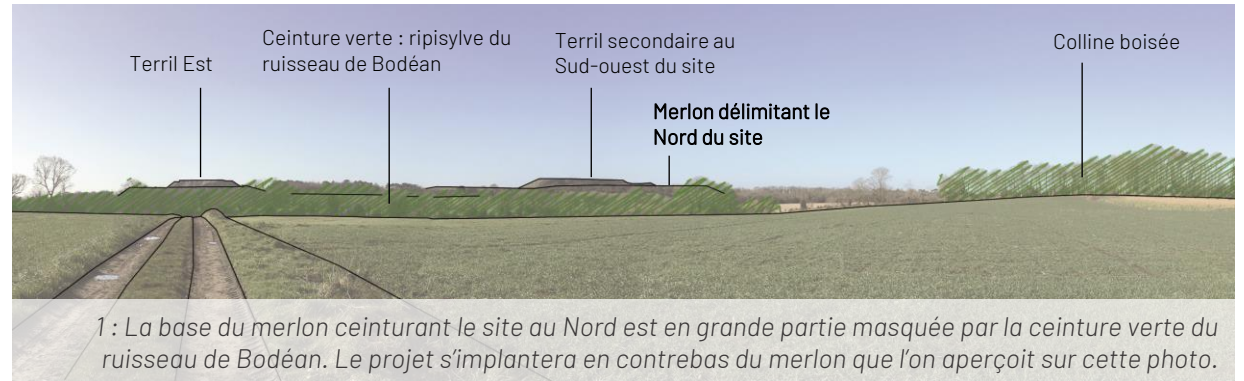 Terril Est
Ceinture verte : ripisylve du
ruisseau de Bodéan
Terril secondaire au
Sud-ouest du site
Merlon délimitant le
Nord du site
Colline boisée
1 : La base du merlon ceinturant le site au Nord est en grande partie masquée par la ceinture verte du
ruisseau de Bodéan. Le projet s’implantera en contrebas du merlon que l’on aperçoit sur cette photo.